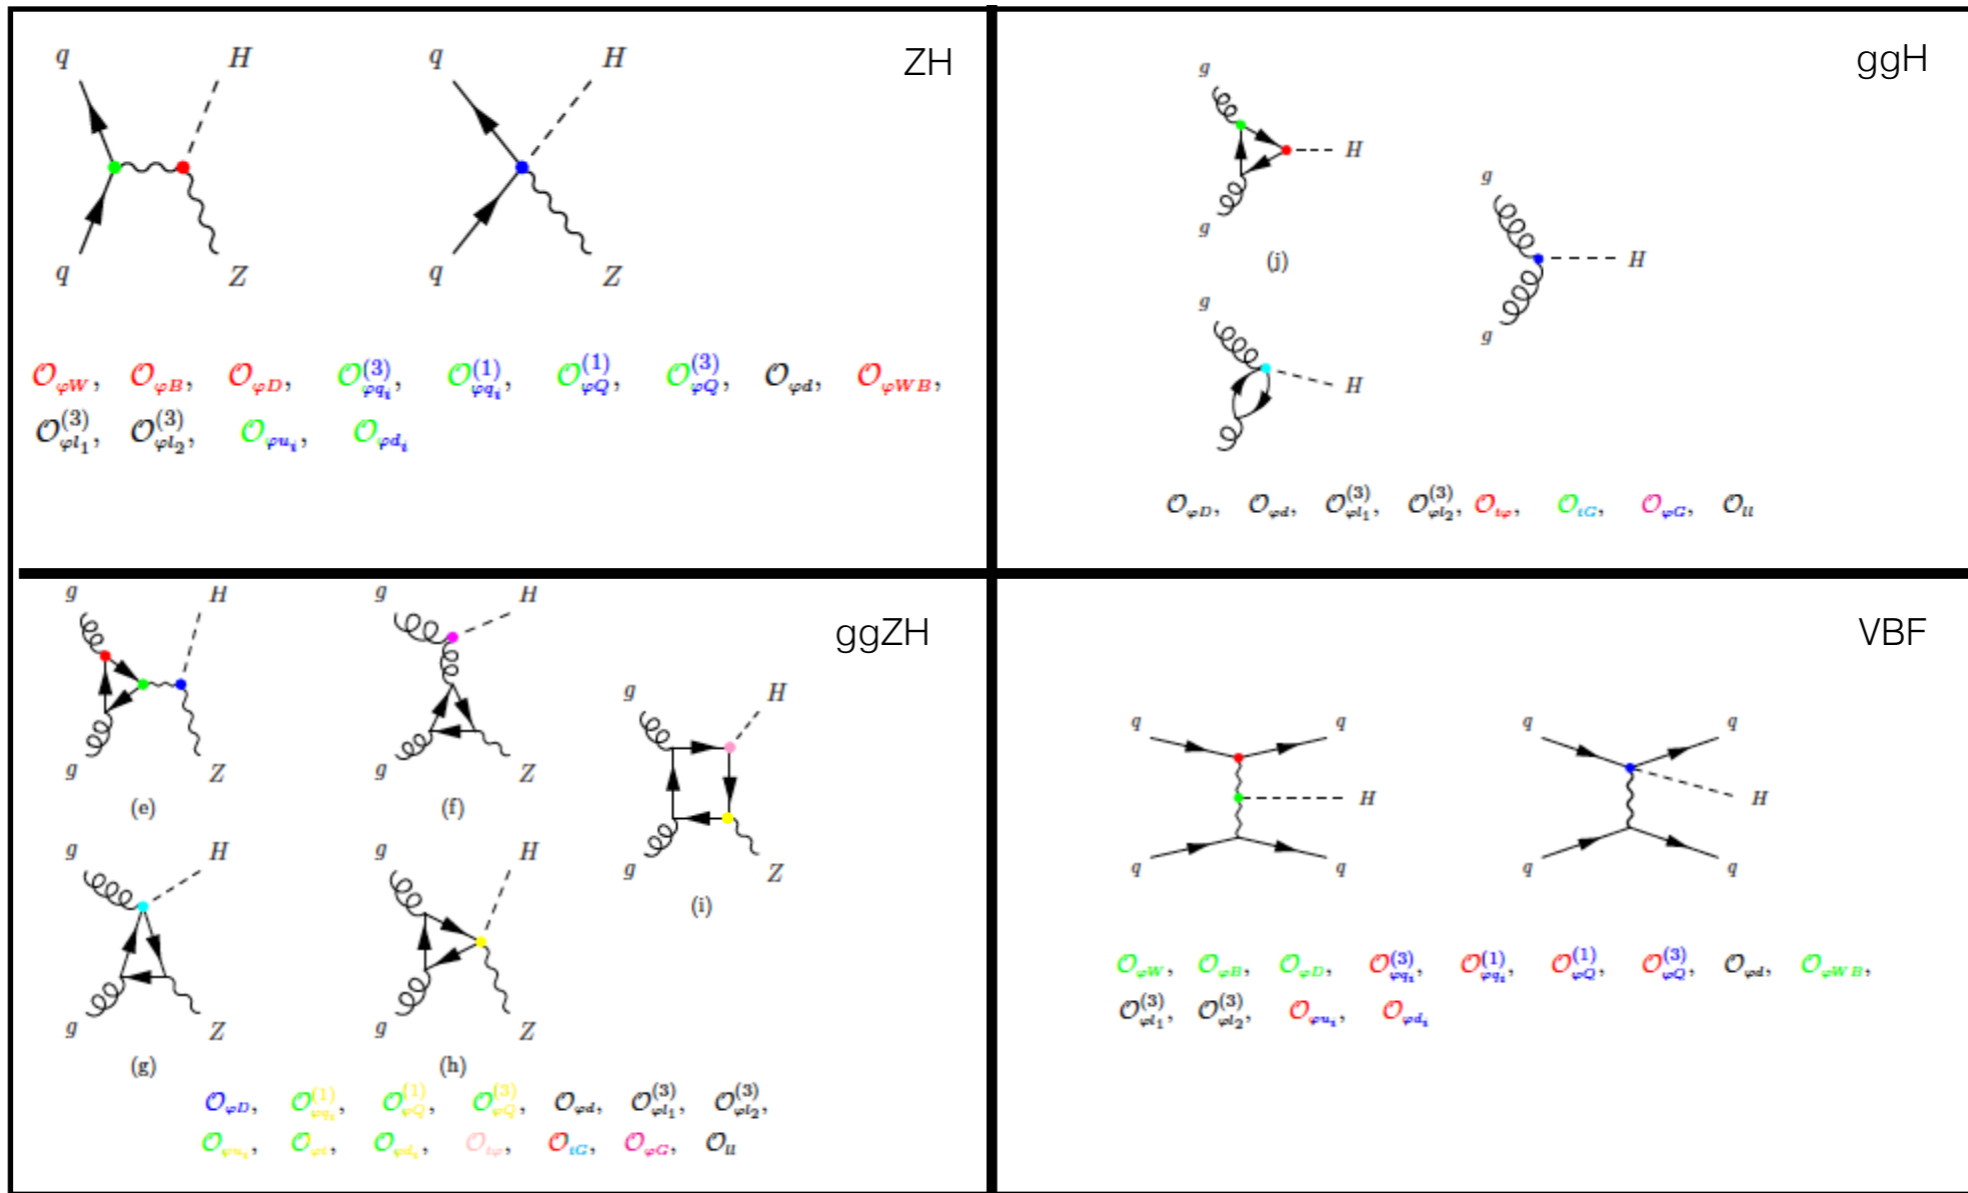 ZH
q H q H
q Z q Z
𝒪_{φW}, 𝒪_{φB}, 𝒪_{φD}, 𝒪^{(3)}_{φq_i}, 𝒪^{(1)}_{φq_i}, 𝒪^{(1)}_{φQ}, 𝒪^{(3)}_{φQ}, 𝒪_{φd}, 𝒪_{φWB},
𝒪^{(3)}_{φl_1}, 𝒪^{(3)}_{φl_2}, 𝒪_{φu_i}, 𝒪_{φd_i}
ggH
g
H
g
(j)
g
H
g
H
g
𝒪_{φD}, 𝒪_{φd}, 𝒪^{(3)}_{φl_1}, 𝒪^{(3)}_{φl_2}, 𝒪_{tφ}, 𝒪_{tG}, 𝒪_{φG}, 𝒪_{ll}
ggZH
g H g H
g Z g Z
(e) (f)
g H
g Z
(i)
g H g H
g Z g Z
(g) (h)
𝒪_{φD}, 𝒪^{(1)}_{φq_i}, 𝒪^{(1)}_{φQ}, 𝒪^{(3)}_{φQ}, 𝒪_{φd}, 𝒪^{(3)}_{φl_1}, 𝒪^{(3)}_{φl_2},
𝒪_{φu_i}, 𝒪_{φt}, 𝒪_{φd_i}, 𝒪_{tφ}, 𝒪_{tG}, 𝒪_{φG}, 𝒪_{ll}
VBF
q q q q
H H
q q q q
𝒪_{φW}, 𝒪_{φB}, 𝒪_{φD}, 𝒪^{(3)}_{φq_i}, 𝒪^{(1)}_{φq_i}, 𝒪^{(1)}_{φQ}, 𝒪^{(3)}_{φQ}, 𝒪_{φd}, 𝒪_{φWB},
𝒪^{(3)}_{φl_1}, 𝒪^{(3)}_{φl_2}, 𝒪_{φu_i}, 𝒪_{φd_i}